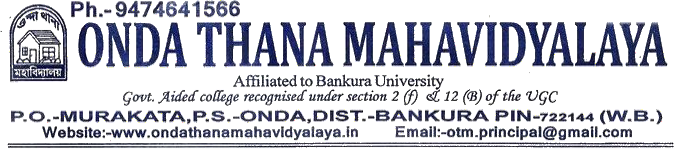 Ph.-9474641566
ওন্দা থানা
মহাবিদ্যালয়
ONDA THANA MAHAVIDYALAYA
Affiliated to Bankura University
Govt. Aided college recognised under section 2 (f) & 12 (B) of the UGC
P.O.-MURAKATA,P.S.-ONDA,DIST.-BANKURA PIN-722144 (W.B.)
Website:-www.ondathanamahavidyalaya.in Email:-otm.principal@gmail.com